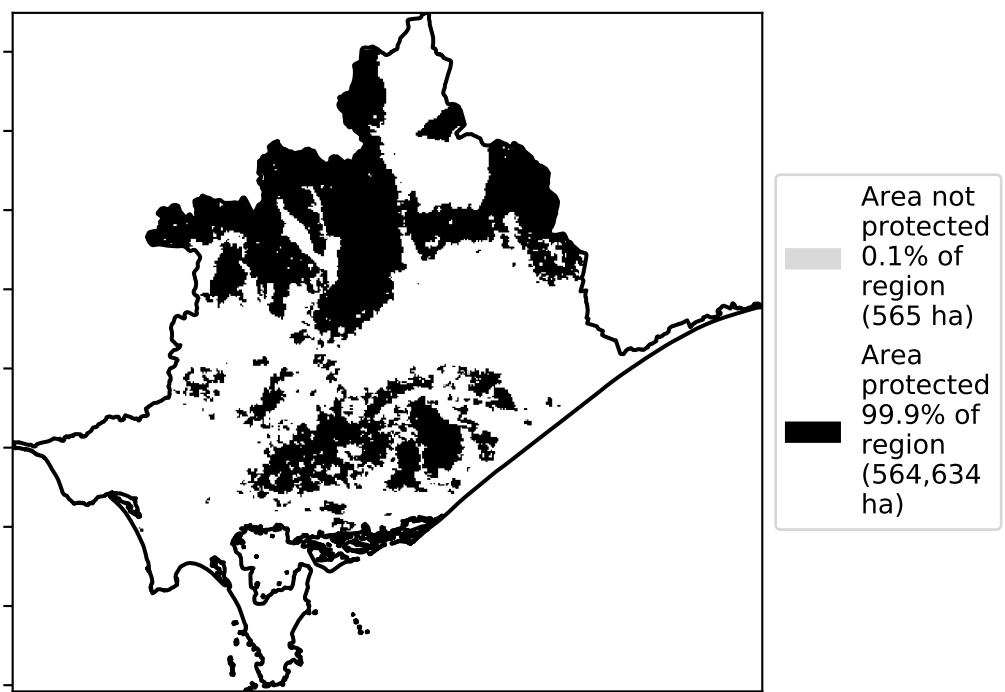 Area not
protected
0.1% of
region
(565 ha)
Area
protected
99.9% of
region
(564,634
ha)